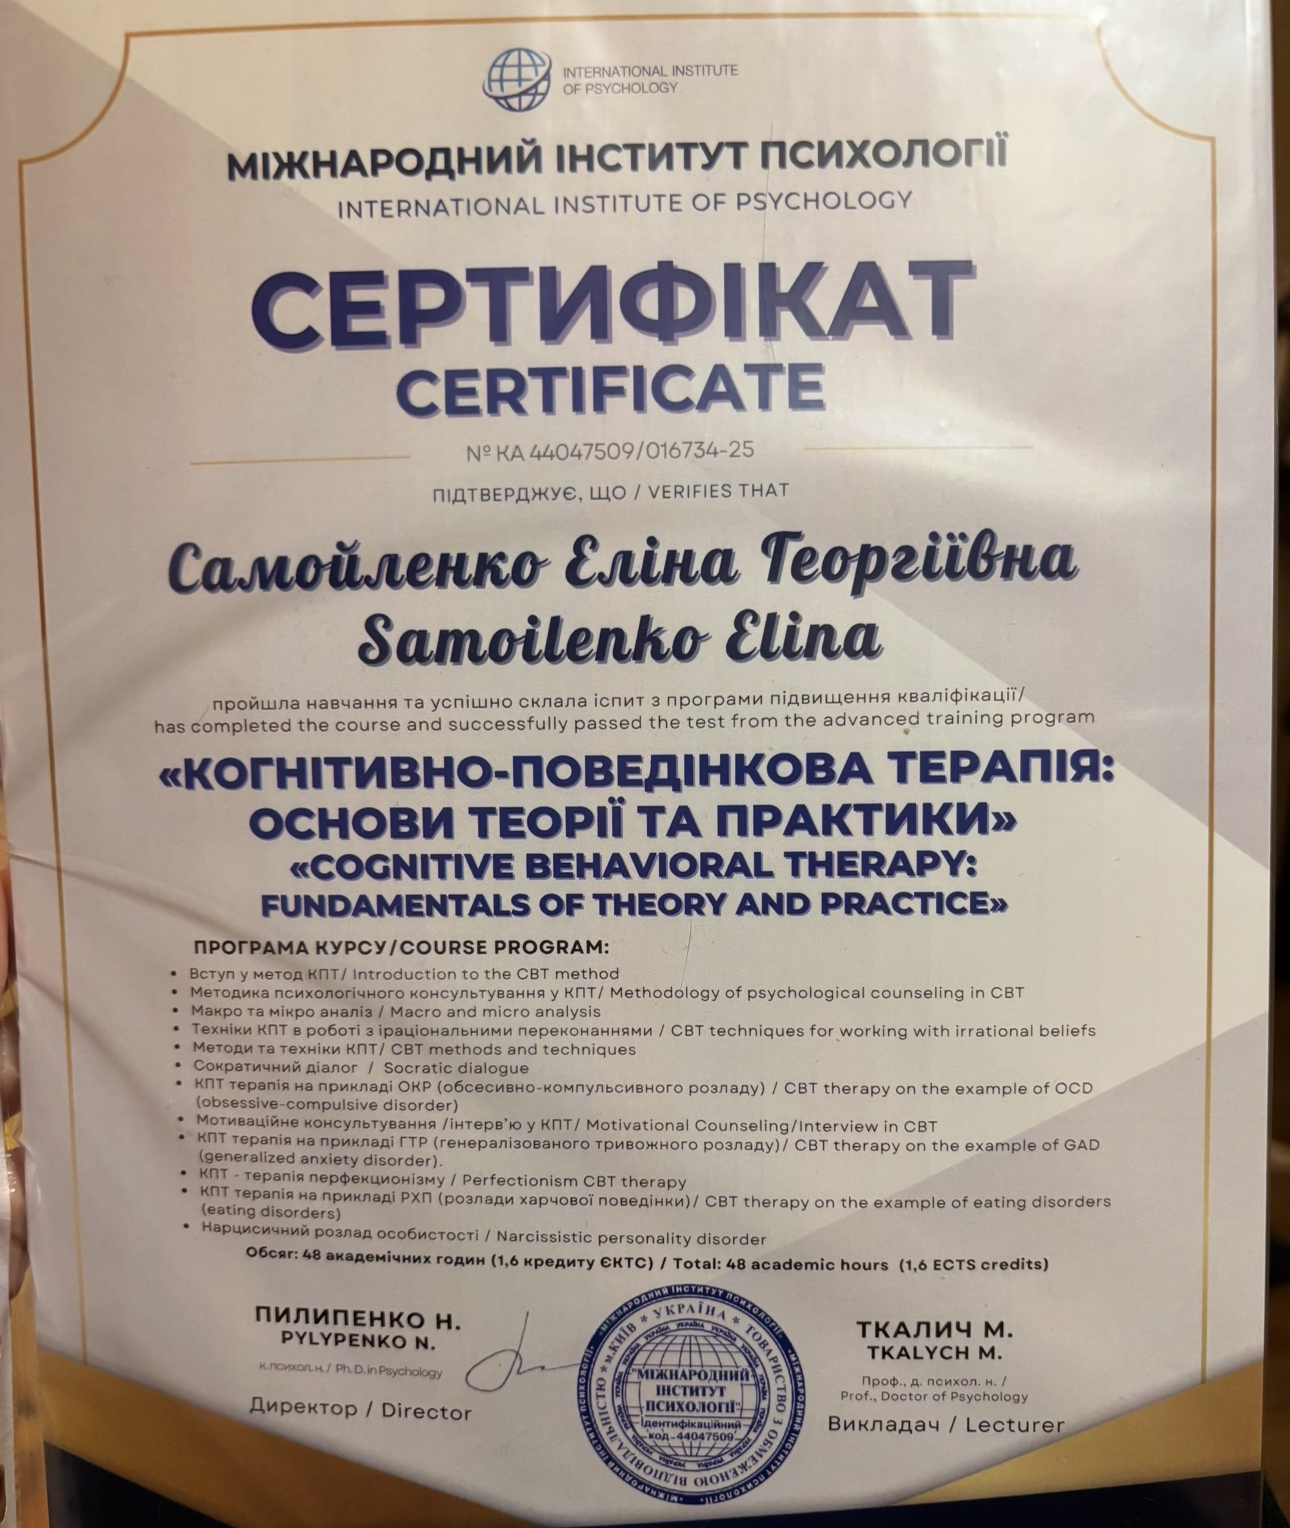 INTERNATIONAL INSTITUTE
OF PSYCHOLOGY
МІЖНАРОДНИЙ ІНСТИТУТ ПСИХОЛОГІЇ
INTERNATIONAL INSTITUTE OF PSYCHOLOGY
СЕРТИФІКАТ
CERTIFICATE
№ КА 44047509/016734-25
ПІДТВЕРДЖУЄ, ЩО / VERIFIES THAT
Самойленко Еліна Георгіївна
Samoilenko Elina
пройшла навчання та успішно склала іспит з програми підвищення кваліфікації/
has completed the course and successfully passed the test from the advanced training program
«КОГНІТИВНО-ПОВЕДІНКОВА ТЕРАПІЯ:
ОСНОВИ ТЕОРІЇ ТА ПРАКТИКИ»
«COGNITIVE BEHAVIORAL THERAPY:
FUNDAMENTALS OF THEORY AND PRACTICE»
ПРОГРАМА КУРСУ/COURSE PROGRAM:
• Вступ у метод КПТ/ Introduction to the CBT method
• Методика психологічного консультування у КПТ/ Methodology of psychological counseling in CBT
• Макро та мікро аналіз / Macro and micro analysis
• Техніки КПТ в роботі з ірраціональними переконаннями / CBT techniques for working with irrational beliefs
• Методи та техніки КПТ/ CBT methods and techniques
• Сократичний діалог / Socratic dialogue
• КПТ терапія на прикладі ОКР (обсесивно-компульсивного розладу) / CBT therapy on the example of OCD
(obsessive-compulsive disorder)
• Мотиваційне консультування /інтерв'ю у КПТ/ Motivational Counseling/Interview in CBT
• КПТ терапія на прикладі ГТР (генералізованого тривожного розладу)/ CBT therapy on the example of GAD
(generalized anxiety disorder).
• КПТ - терапія перфекціонізму / Perfectionism CBT therapy
• КПТ терапія на прикладі РХП (розлади харчової поведінки)/ CBT therapy on the example of eating disorders
(eating disorders)
• Нарцисичний розлад особистості / Narcissistic personality disorder
Обсяг: 48 академічних годин (1,6 кредиту ЄКТС) / Total: 48 academic hours (1,6 ECTS credits)
ПИЛИПЕНКО Н.
PYLYPENKO N.
к.психол.н. / Ph.D. in Psychology
Директор / Director
МІЖНАРОДНИЙ ІНСТИТУТ ПСИХОЛОГІЇ
м.КИЇВ * УКРАЇНА * ТОВАРИСТВО З ОБМЕЖЕНОЮ ВІДПОВІДАЛЬНІСТЮ
"МІЖНАРОДНИЙ
ІНСТИТУТ
ПСИХОЛОГІЇ"
Ідентифікаційний
код-44047509
ТКАЛИЧ М.
TKALYCH M.
Проф., д. психол. н. /
Prof., Doctor of Psychology
Викладач / Lecturer